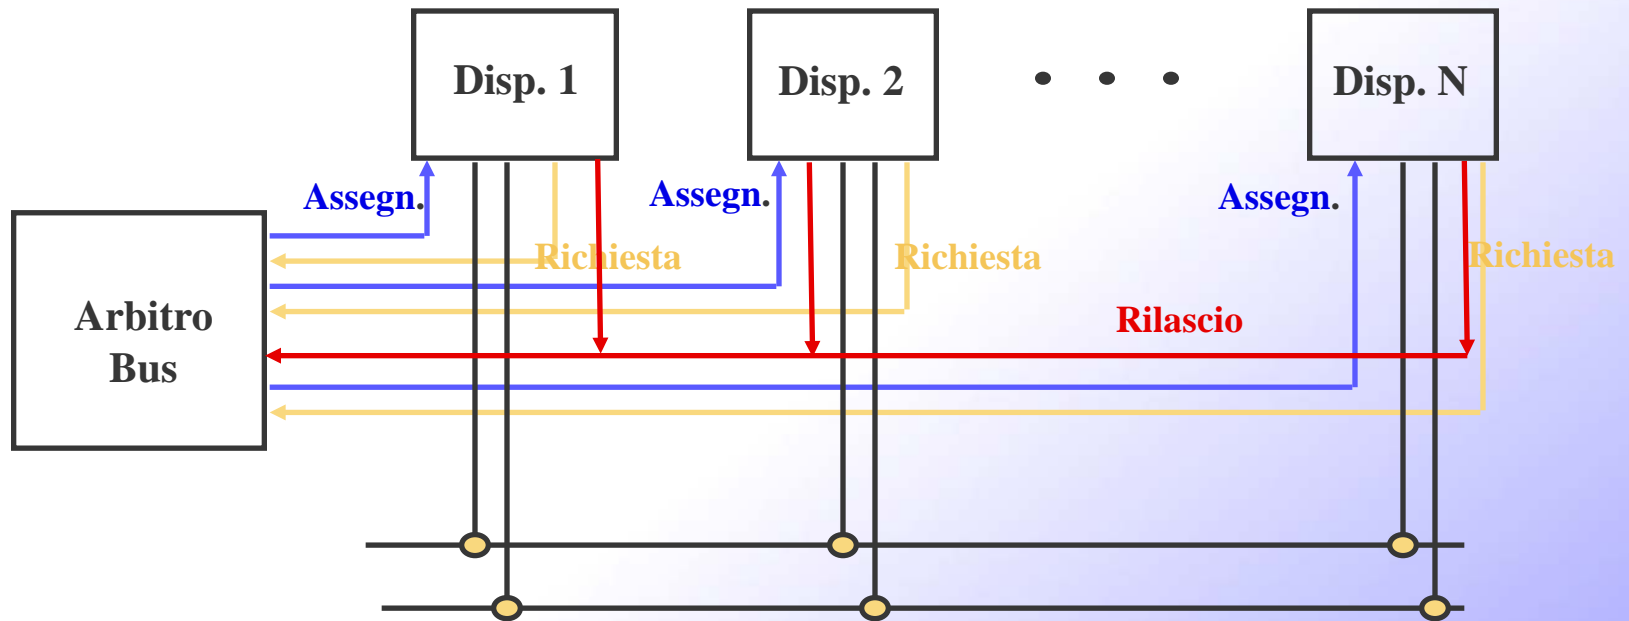 Disp. 1
Disp. 2
Disp. N
Assegn.
Assegn.
Assegn.
Richiesta
Richiesta
Richiesta
Arbitro
Bus
Rilascio